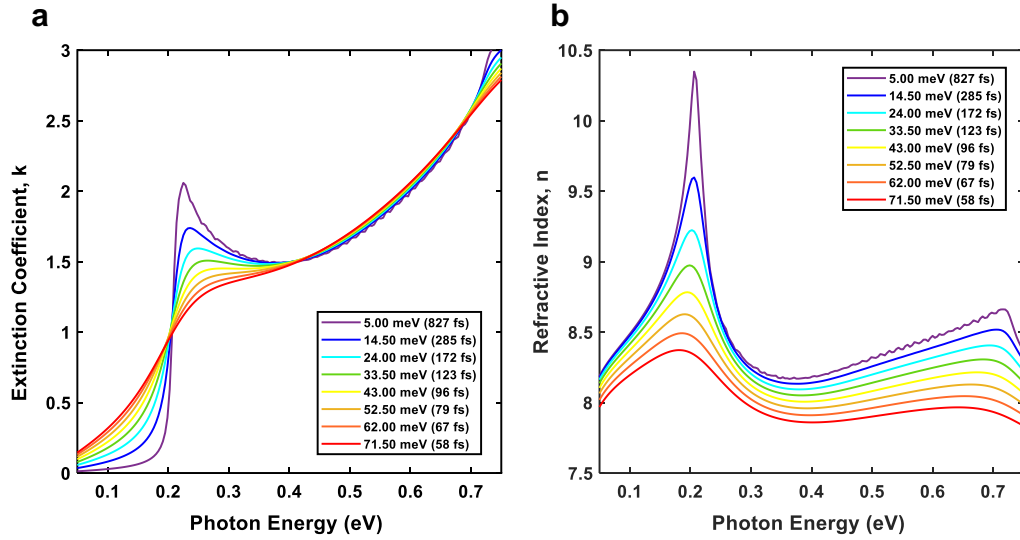 a
Extinction Coefficient, k
3
2.5
2
1.5
1
0.5
0
0.1 0.2 0.3 0.4 0.5 0.6 0.7
Photon Energy (eV)
5.00 meV (827 fs)
14.50 meV (285 fs)
24.00 meV (172 fs)
33.50 meV (123 fs)
43.00 meV (96 fs)
52.50 meV (79 fs)
62.00 meV (67 fs)
71.50 meV (58 fs)
b
Refractive Index, n
10.5
10
9.5
9
8.5
8
7.5
0.1 0.2 0.3 0.4 0.5 0.6 0.7
Photon Energy (eV)
5.00 meV (827 fs)
14.50 meV (285 fs)
24.00 meV (172 fs)
33.50 meV (123 fs)
43.00 meV (96 fs)
52.50 meV (79 fs)
62.00 meV (67 fs)
71.50 meV (58 fs)